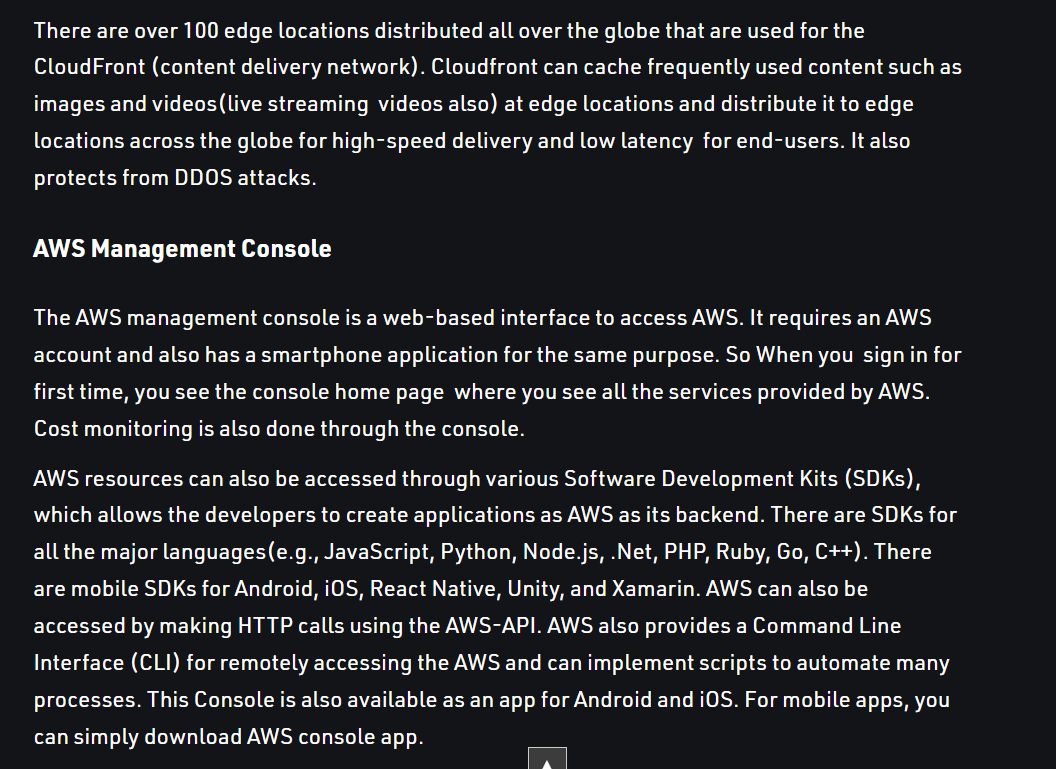 There are over 100 edge locations distributed all over the globe that are used for the
CloudFront (content delivery network). Cloudfront can cache frequently used content such as
images and videos(live streaming  videos also) at edge locations and distribute it to edge
locations across the globe for high-speed delivery and low latency  for end-users. It also
protects from DDOS attacks.
AWS Management Console
The AWS management console is a web-based interface to access AWS. It requires an AWS
account and also has a smartphone application for the same purpose. So When you  sign in for
first time, you see the console home page  where you see all the services provided by AWS.
Cost monitoring is also done through the console.
AWS resources can also be accessed through various Software Development Kits (SDKs),
which allows the developers to create applications as AWS as its backend. There are SDKs for
all the major languages(e.g., JavaScript, Python, Node.js, .Net, PHP, Ruby, Go, C++). There
are mobile SDKs for Android, iOS, React Native, Unity, and Xamarin. AWS can also be
accessed by making HTTP calls using the AWS-API. AWS also provides a Command Line
Interface (CLI) for remotely accessing the AWS and can implement scripts to automate many
processes. This Console is also available as an app for Android and iOS. For mobile apps, you
can simply download AWS console app.